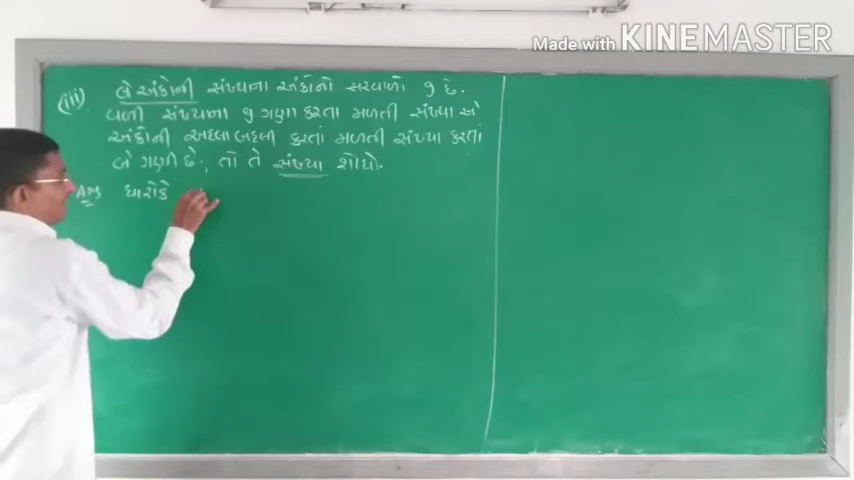 Made with KINEMASTER
(iii) બે અંકોની સંખ્યાના અંકોનો સરવાળો 9 છે.
વળી સંખ્યાના 9 ગણા કરતા મળતી સંખ્યા એ
અંકોની અદલા બદલી કરતાં મળતી સંખ્યા કરતાં
બે ગણી છે., તો તે સંખ્યા શોધો.
Ans ધારોકે